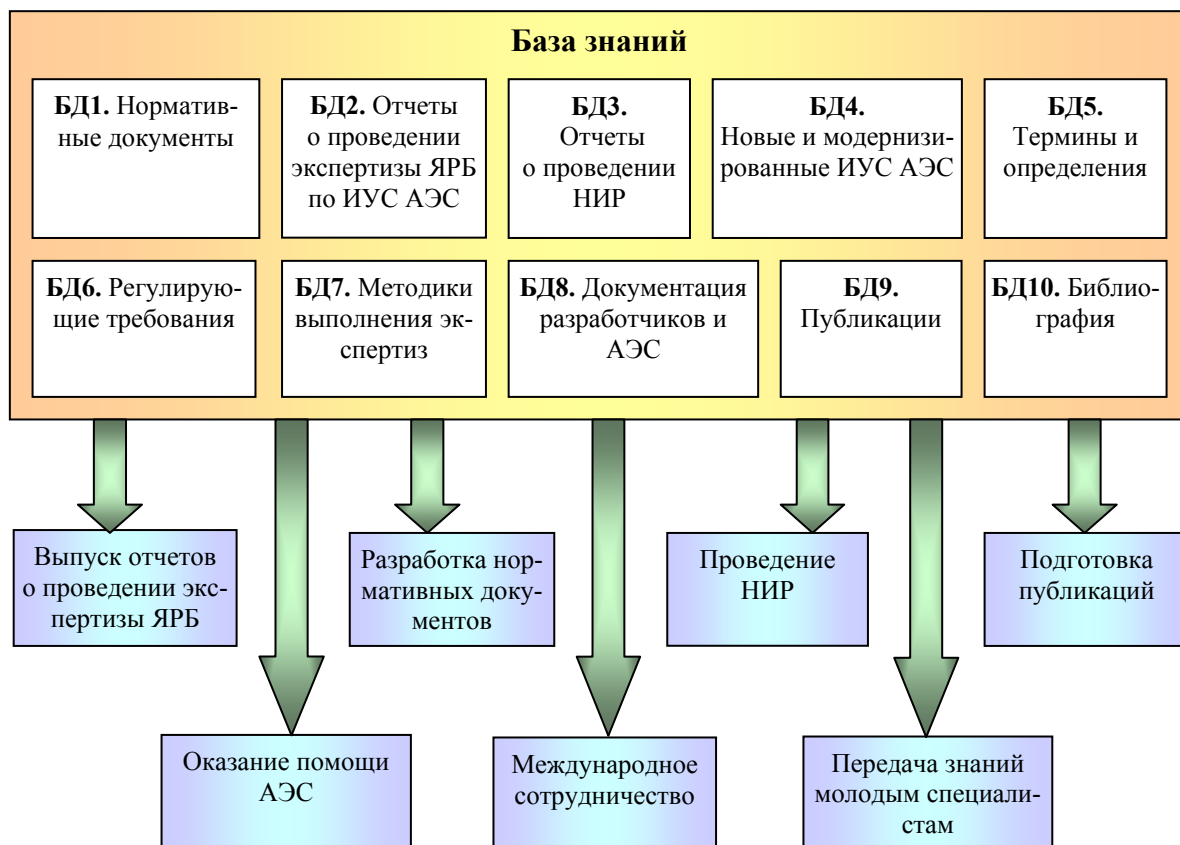 База знаний
БД1. Норматив-
ные документы
БД2. Отчеты
о проведении
экспертизы ЯРБ
по ИУС АЭС
БД3.
Отчеты
о проведении
НИР
БД4.
Новые и модернизи-
рованные ИУС АЭС
БД5.
Термины и
определения
БД6. Регулирую-
щие требования
БД7. Методики
выполнения эк-
спертиз
БД8. Документация
разработчиков и
АЭС
БД9.
Публикации
БД10. Библио-
графия
Выпуск отчетов
о проведении экс-
пертизы ЯРБ
Разработка нор-
мативных доку-
ментов
Проведение
НИР
Подготовка
публикаций
Оказание помощи
АЭС
Международное
сотрудничество
Передача знаний
молодым специали-
стам